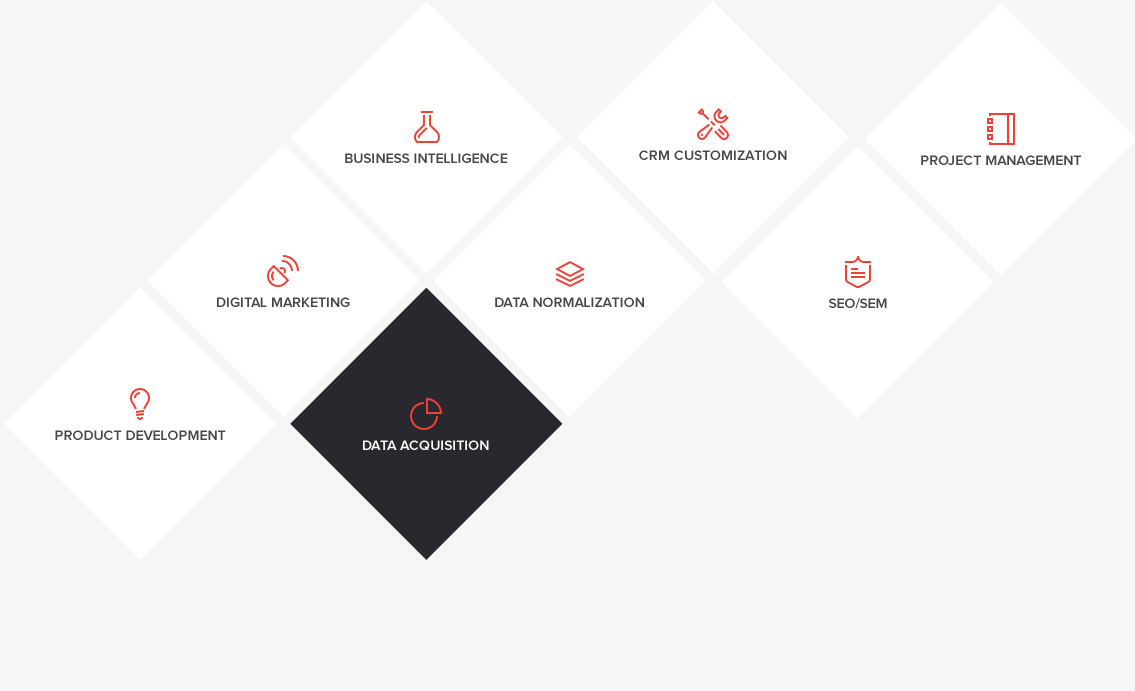 BUSINESS INTELLIGENCE
CRM CUSTOMIZATION
PROJECT MANAGEMENT
DIGITAL MARKETING
DATA NORMALIZATION
SEO/SEM
PRODUCT DEVELOPMENT
DATA ACQUISITION